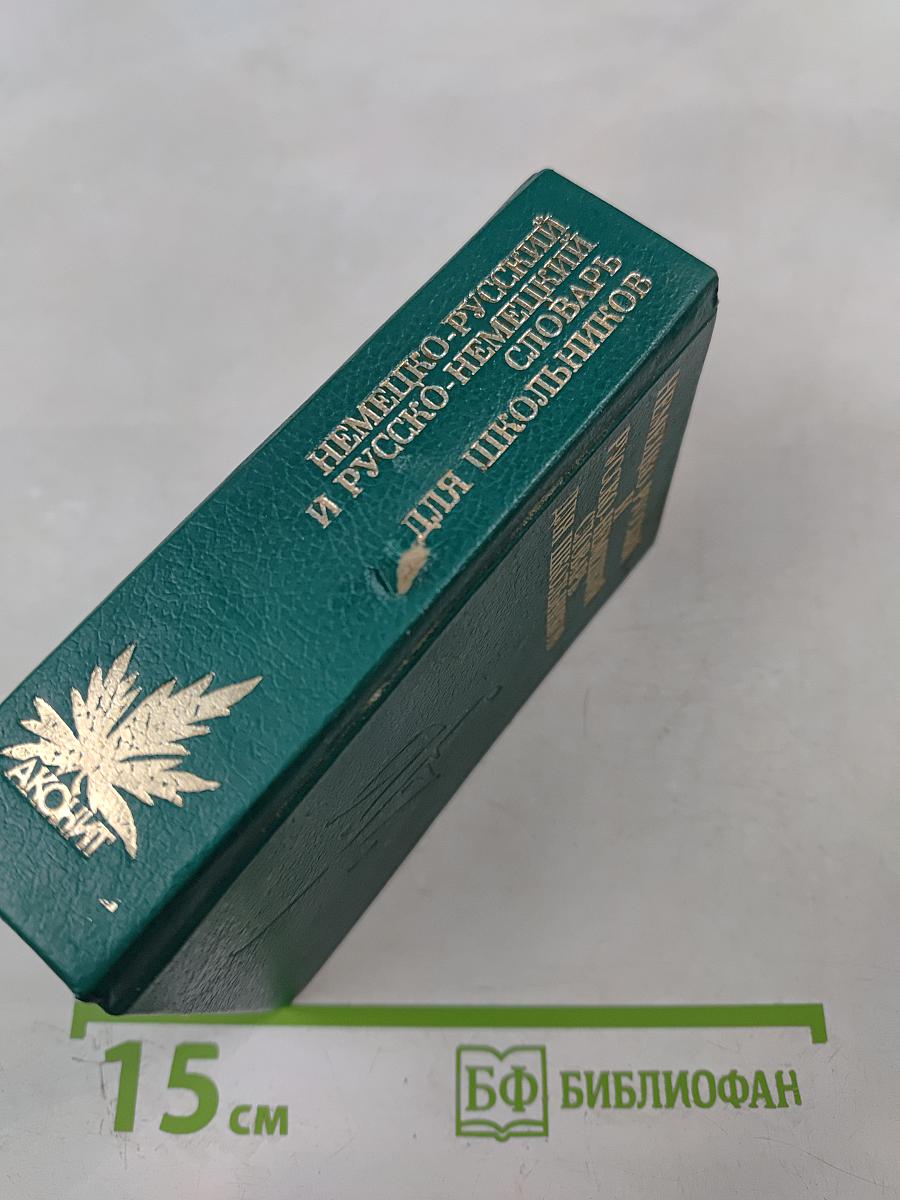 НЕМЕЦКО-РУССКИЙ
И РУССКО-НЕМЕЦКИЙ
СЛОВАРЬ
ДЛЯ ШКОЛЬНИКОВ
АКОНИТ
15 см
БФ БИБЛИОФАН